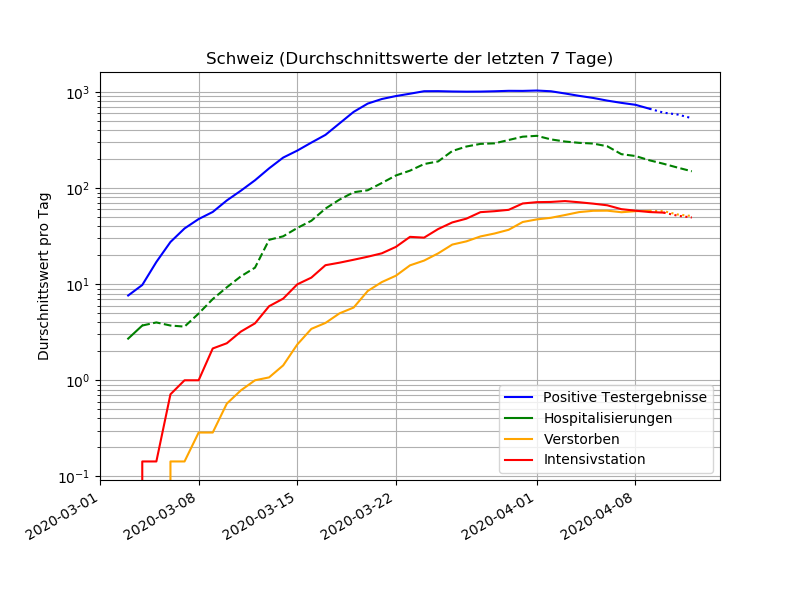 Schweiz (Durchschnittswerte der letzten 7 Tage)
Durschnittswert pro Tag
10³
10²
10¹
10⁰
10⁻¹
2020-03-01
2020-03-08
2020-03-15
2020-03-22
2020-04-01
2020-04-08
Positive Testergebnisse
Hospitalisierungen
Verstorben
Intensivstation